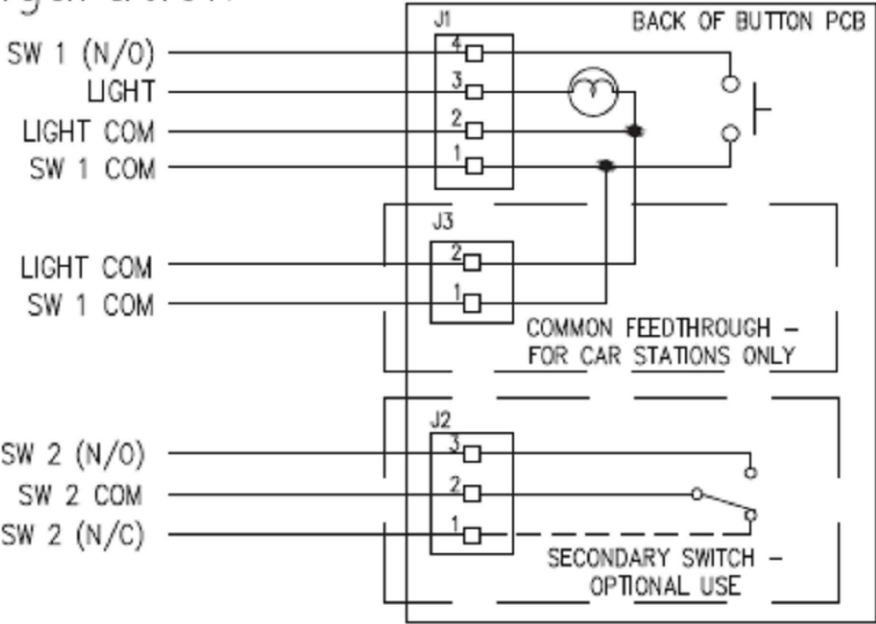 J1
BACK OF BUTTON PCB
SW 1 (N/O)
4
LIGHT
3
LIGHT COM
2
SW 1 COM
1
J3
LIGHT COM
2
SW 1 COM
1
COMMON FEEDTHROUGH –
FOR CAR STATIONS ONLY
J2
SW 2 (N/O)
3
SW 2 COM
2
SW 2 (N/C)
1
SECONDARY SWITCH –
OPTIONAL USE